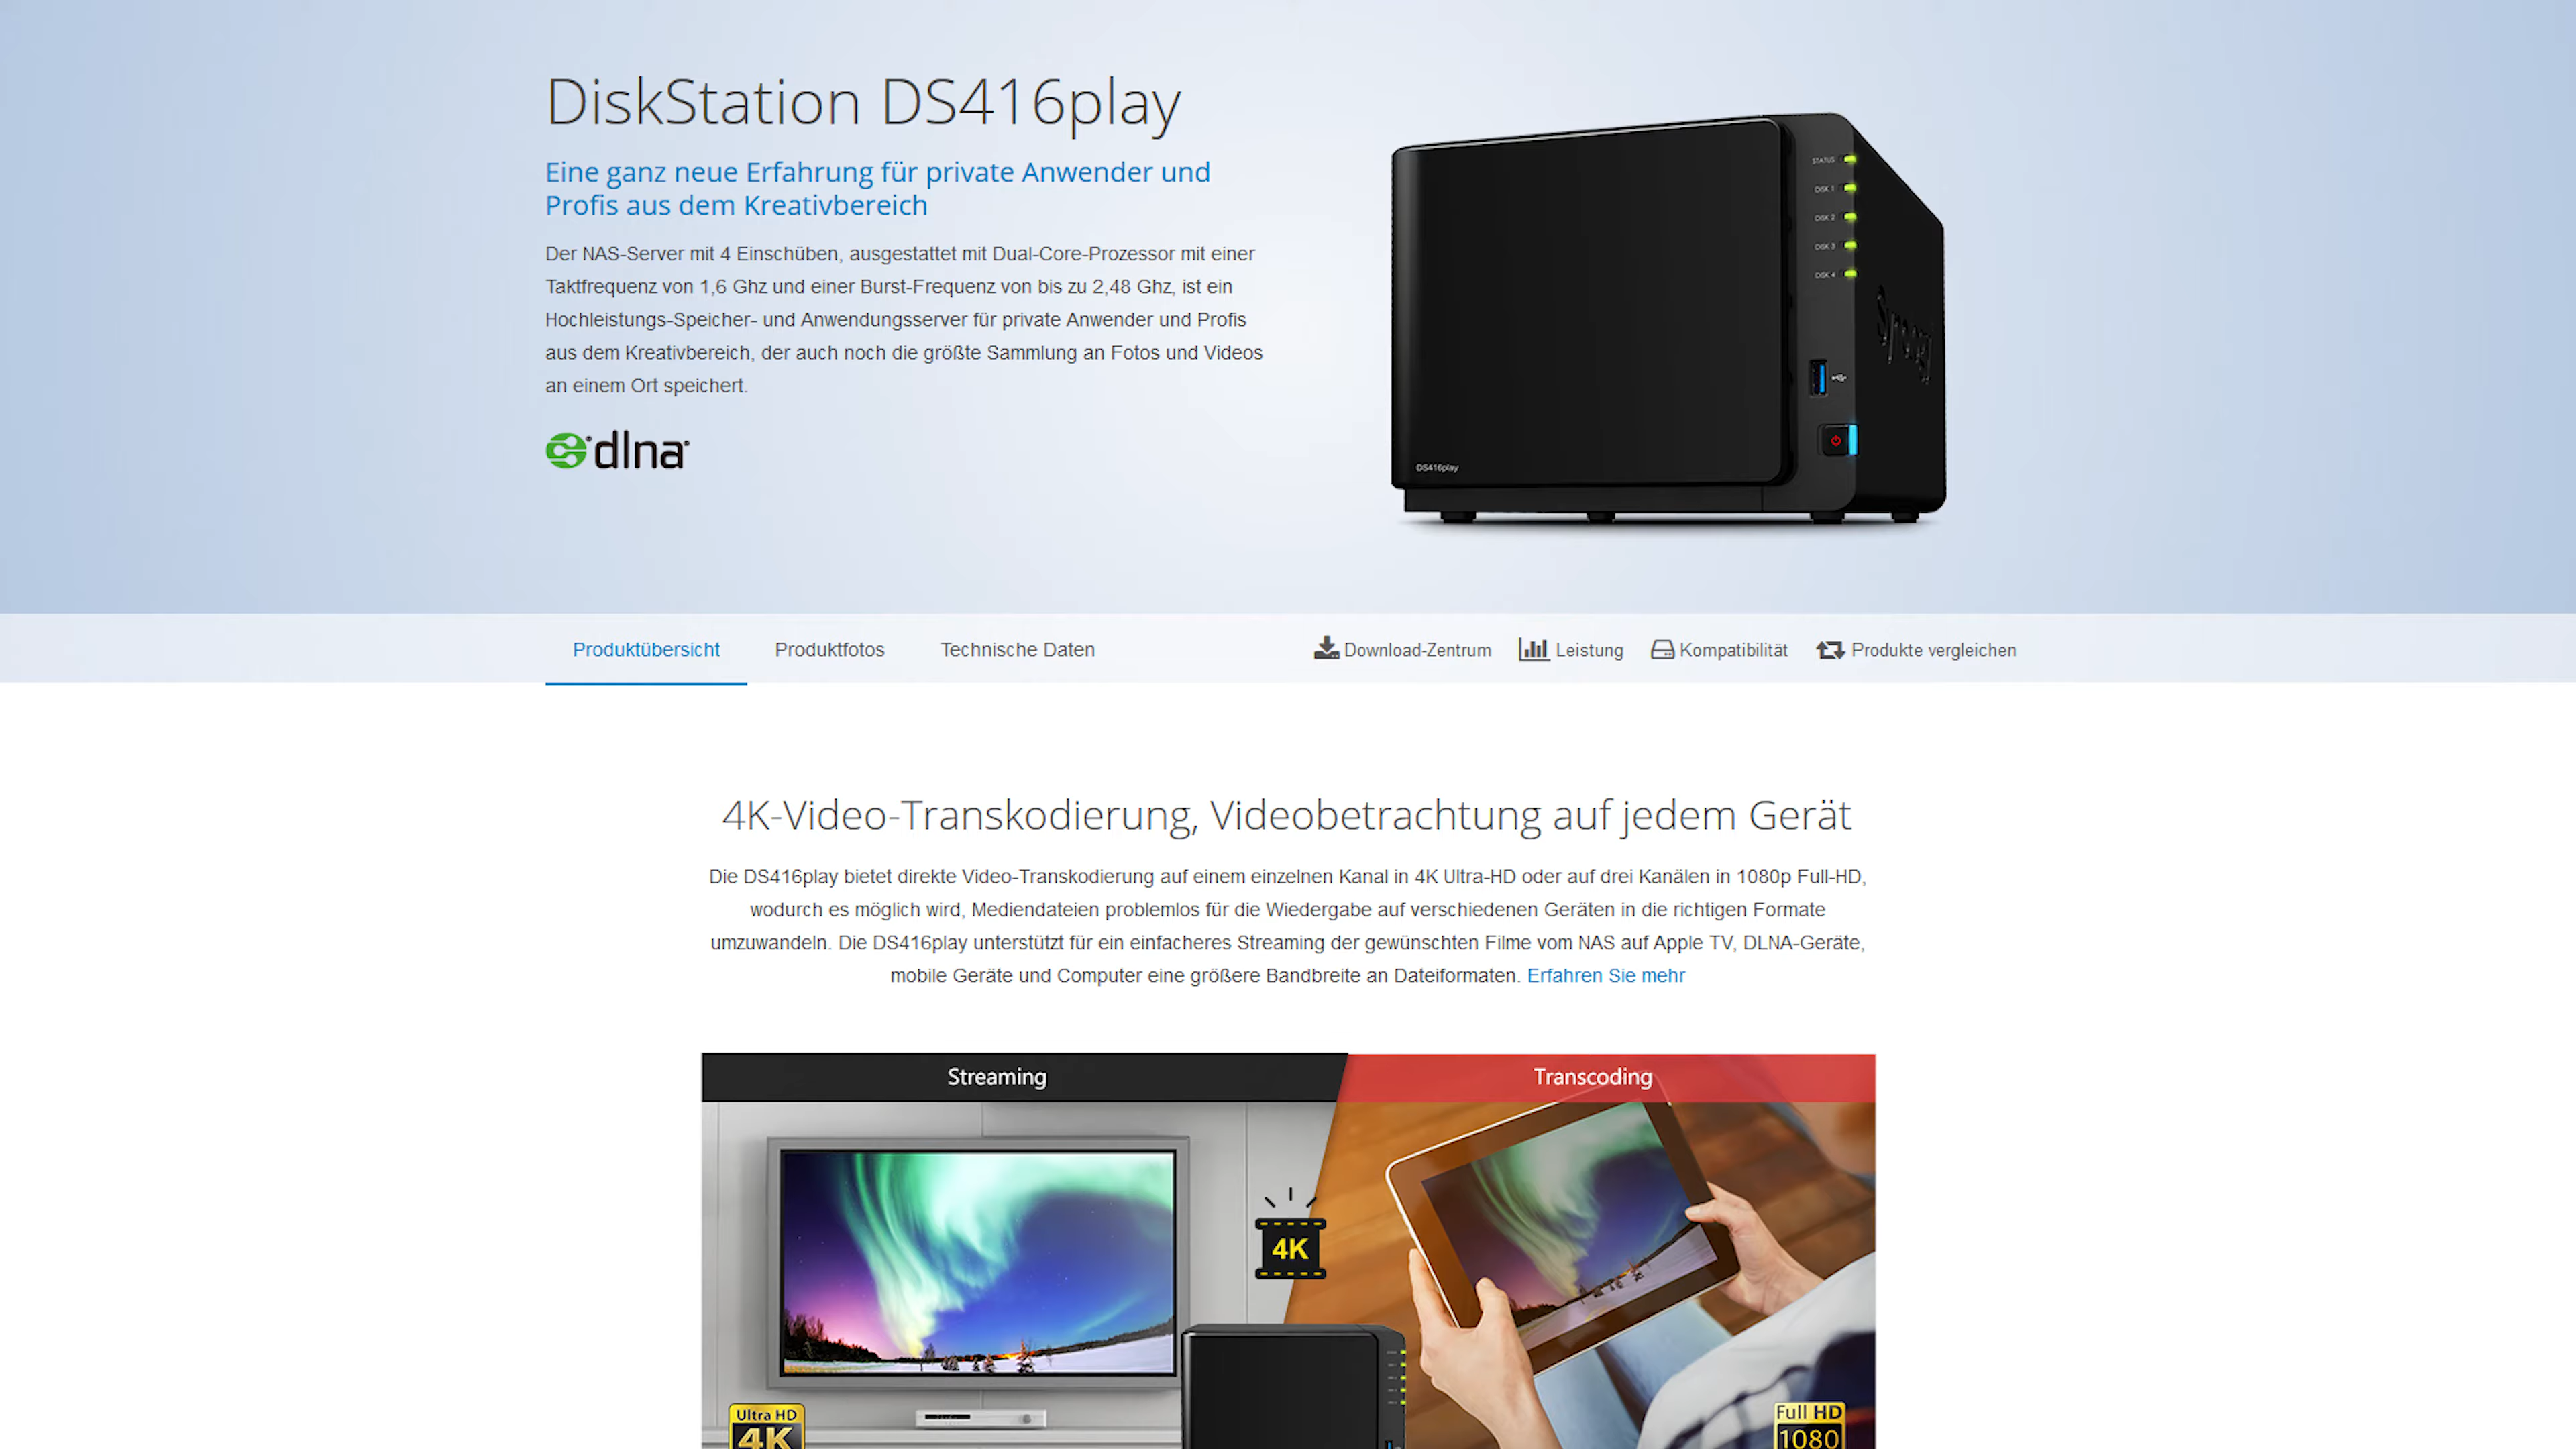 DiskStation DS416play
Eine ganz neue Erfahrung für private Anwender und
Profis aus dem Kreativbereich
Der NAS-Server mit 4 Einschüben, ausgestattet mit Dual-Core-Prozessor mit einer
Taktfrequenz von 1,6 Ghz und einer Burst-Frequenz von bis zu 2,48 Ghz, ist ein
Hochleistungs-Speicher- und Anwendungsserver für private Anwender und Profis
aus dem Kreativbereich, der auch noch die größte Sammlung an Fotos und Videos
an einem Ort speichert.
dlna
STATUS
DISK 1
DISK 2
DISK 3
DISK 4
Synology
DS416play
Produktübersicht Produktfotos Technische Daten Download-Zentrum Leistung Kompatibilität Produkte vergleichen
4K-Video-Transkodierung, Videobetrachtung auf jedem Gerät
Die DS416play bietet direkte Video-Transkodierung auf einem einzelnen Kanal in 4K Ultra-HD oder auf drei Kanälen in 1080p Full-HD,
wodurch es möglich wird, Mediendateien problemlos für die Wiedergabe auf verschiedenen Geräten in die richtigen Formate
umzuwandeln. Die DS416play unterstützt für ein einfacheres Streaming der gewünschten Filme vom NAS auf Apple TV, DLNA-Geräte,
mobile Geräte und Computer eine größere Bandbreite an Dateiformaten. Erfahren Sie mehr
Streaming Transcoding
4K
Ultra HD
4K
Full HD
1080